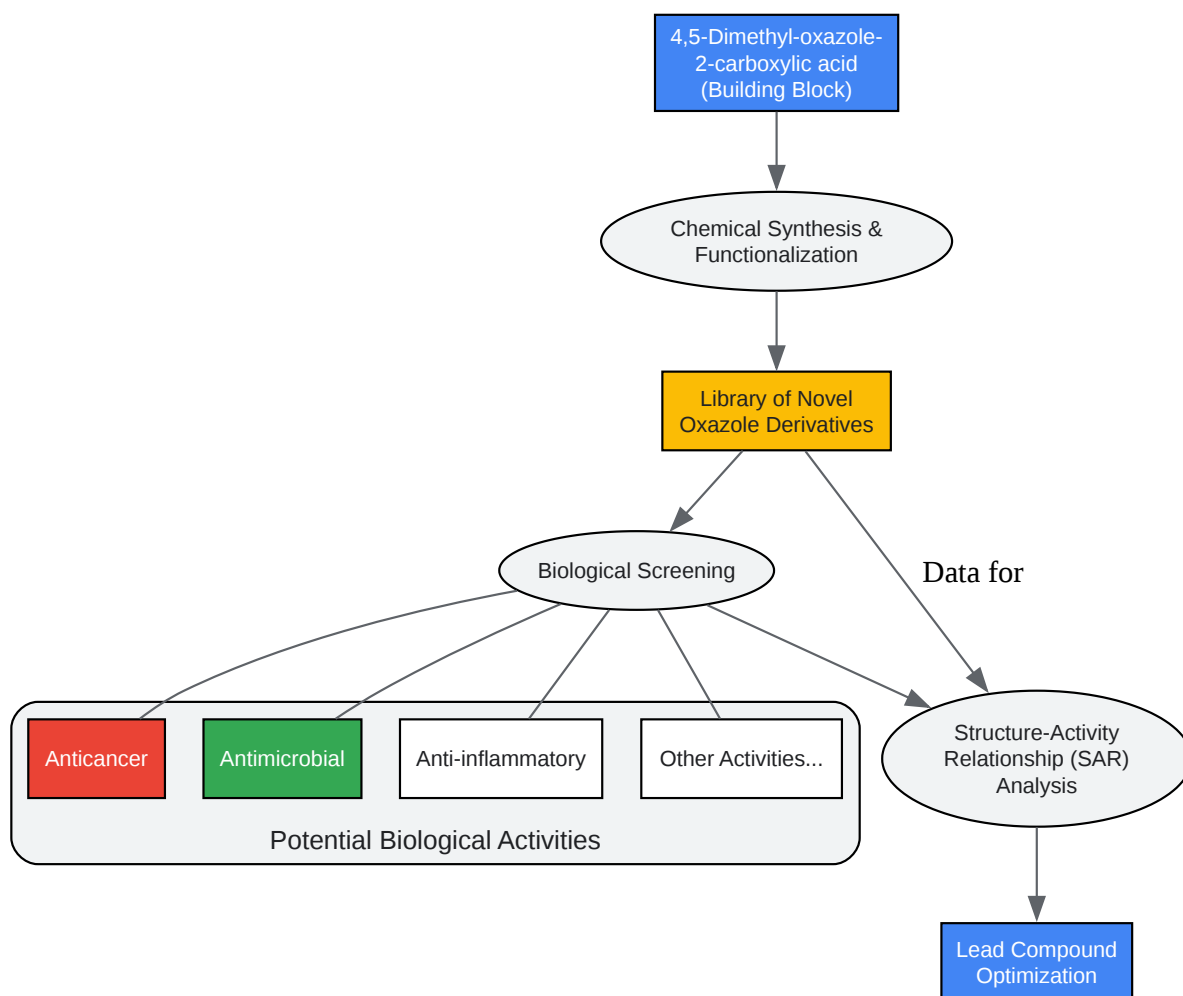 4,5-Dimethyl-oxazole-
2-carboxylic acid
(Building Block)
Chemical Synthesis &
Functionalization
Library of Novel
Oxazole Derivatives
Biological Screening
Data for
Anticancer
Antimicrobial
Anti-inflammatory
Other Activities...
Potential Biological Activities
Structure-Activity
Relationship (SAR)
Analysis
Lead Compound
Optimization